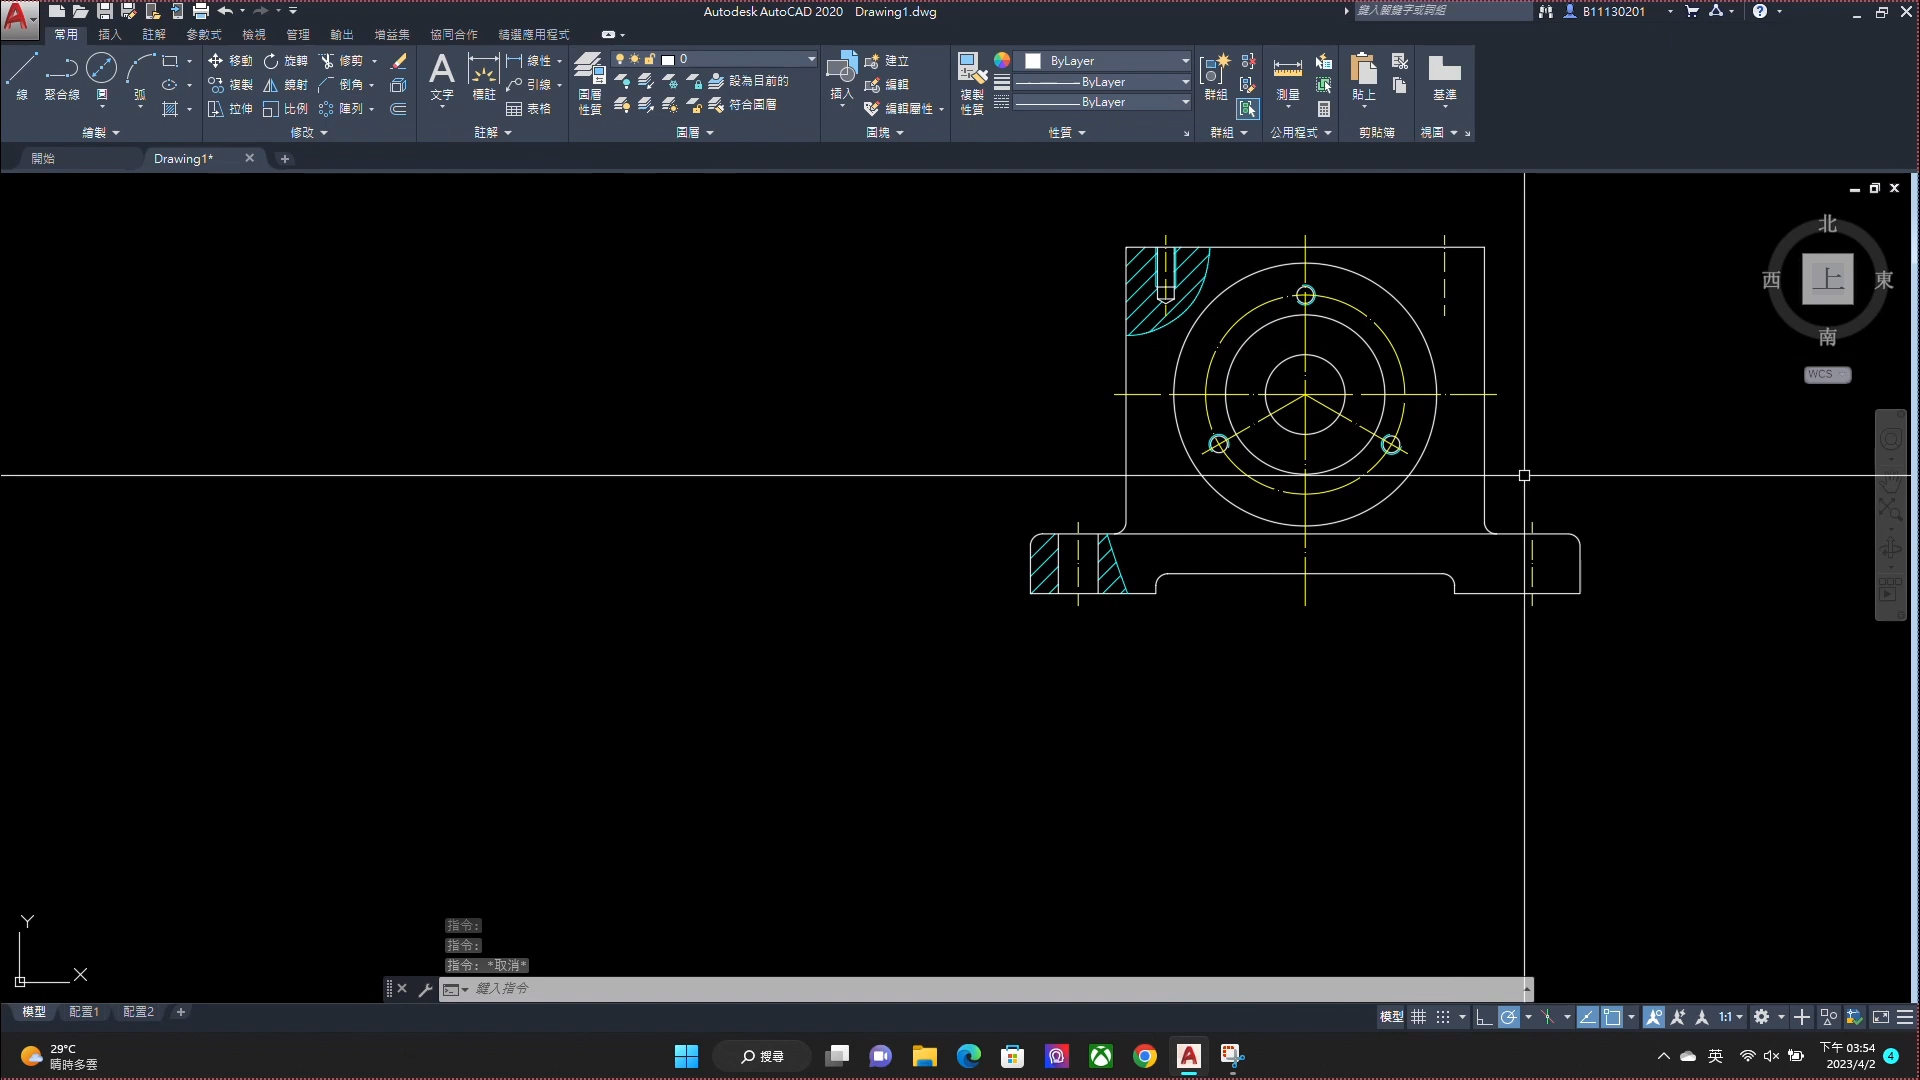 Autodesk AutoCAD 2020 Drawing1.dwg
鍵入關鍵字或詞組
B11130201
常用 插入 註解 參數式 檢視 管理 輸出 增益集 協同合作 精選應用程式
線 聚合線 圓 弧
移動 旋轉 修剪
複製 鏡射 倒角
拉伸 比例 陣列
文字 標註
線性
引線
表格
圖層
性質
0
設為目前的
符合圖層
插入
建立
編輯
編輯屬性
複製
性質
ByLayer
ByLayer
ByLayer
群組
測量
貼上
基準
繪製 修改 註解 圖層 圖塊 性質 群組 公用程式 剪貼簿 視圖
開始 Drawing1*
北
西 上 東
南
WCS
Y
X
指令:
指令:
指令: *取消*
鍵入指令
模型 配置1 配置2
模型 1:1
29°C
晴時多雲
搜尋
英
下午 03:54
2023/4/2
4